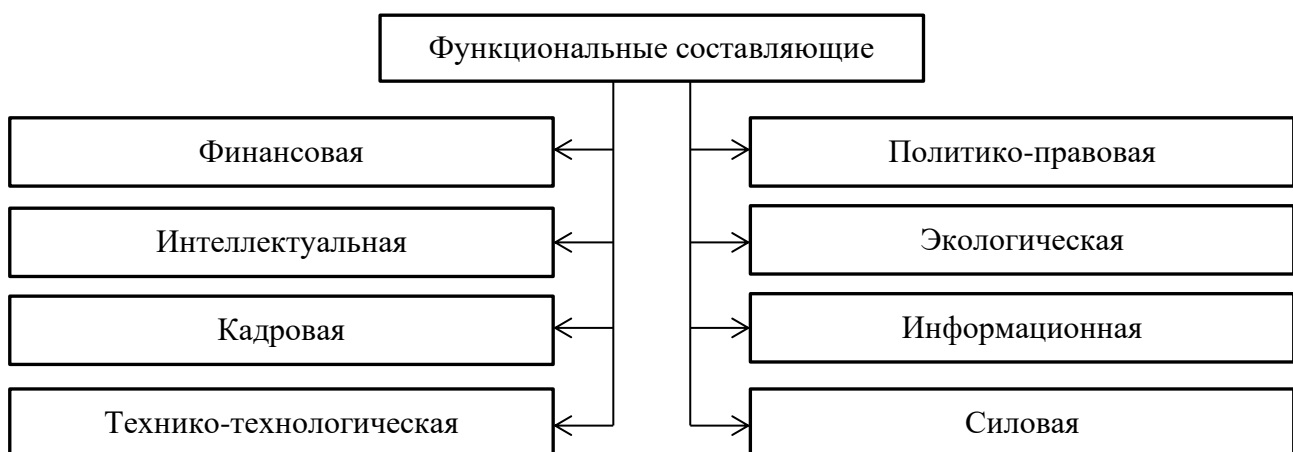 Функциональные составляющие
Финансовая
Политико-правовая
Интеллектуальная
Экологическая
Кадровая
Информационная
Технико-технологическая
Силовая